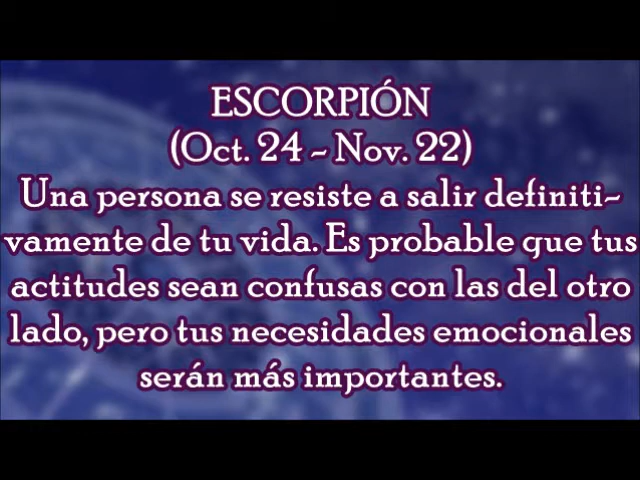 ESCORPIÓN
(Oct. 24 - Nov. 22)
Una persona se resiste a salir definiti-
vamente de tu vida. Es probable que tus
actitudes sean confusas con las del otro
lado, pero tus necesidades emocionales
serán más importantes.